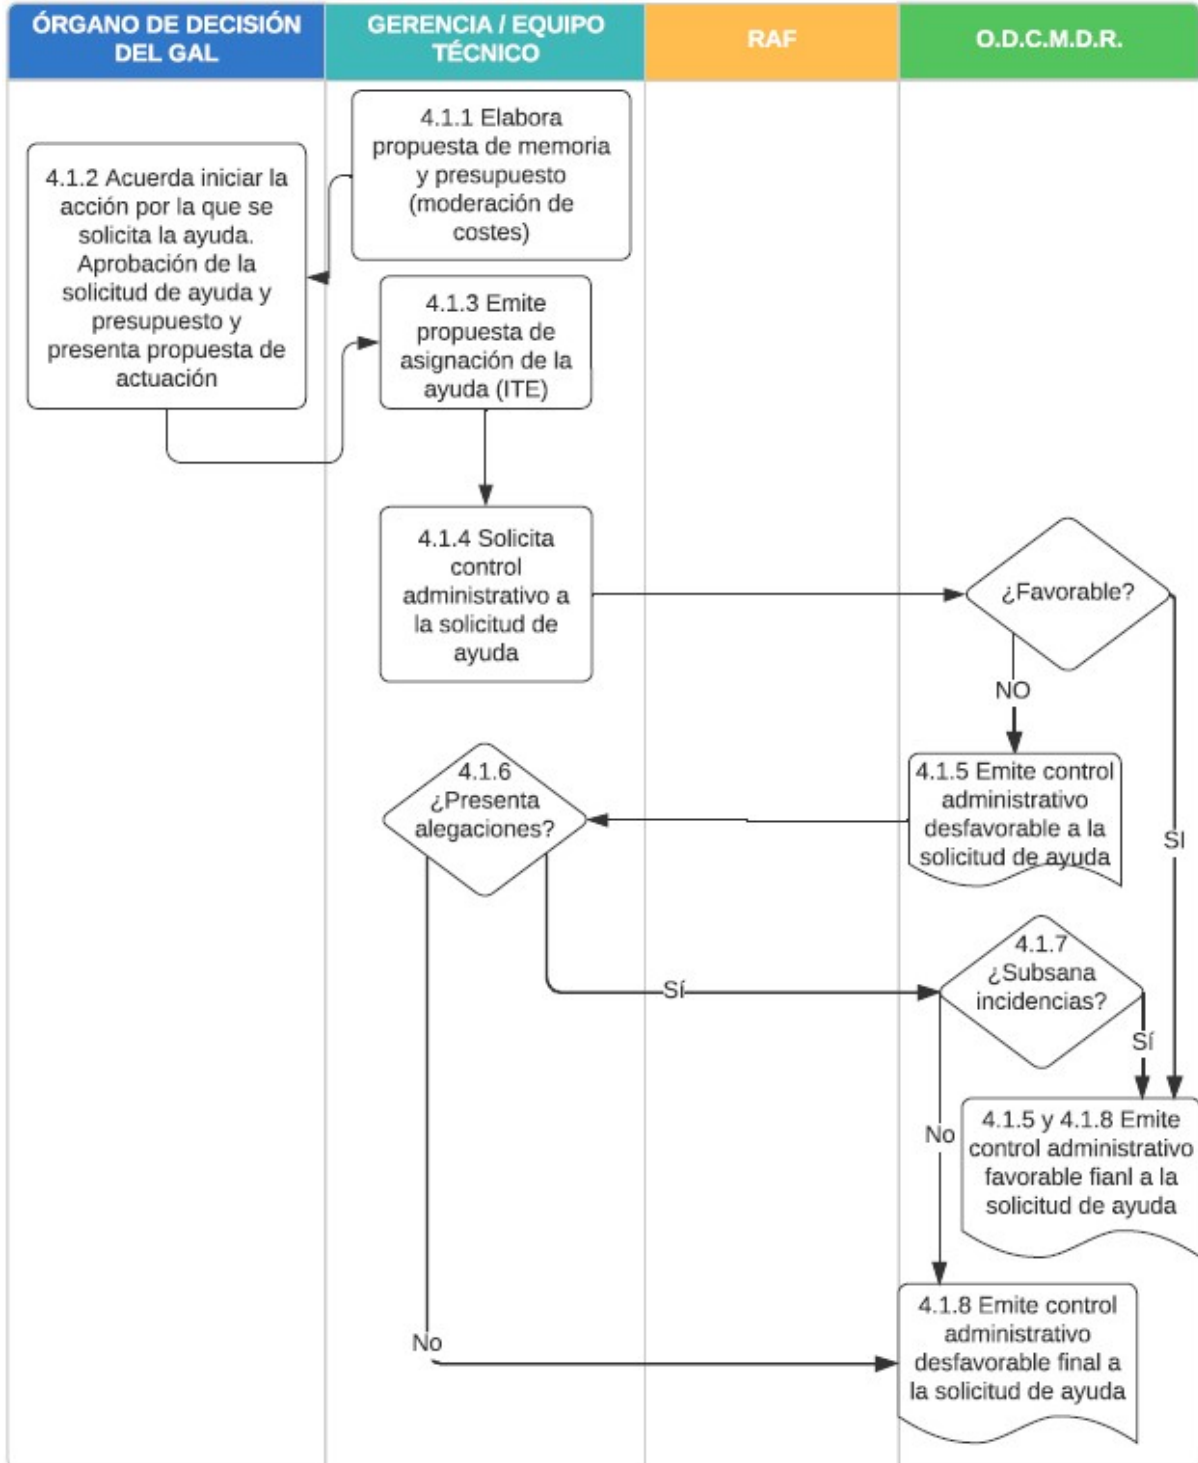 ÓRGANO DE DECISIÓN
DEL GAL
GERENCIA / EQUIPO
TÉCNICO
RAF
O.D.C.M.D.R.
4.1.1 Elabora
propuesta de memoria
y presupuesto
(moderación de
costes)
4.1.2 Acuerda iniciar la
acción por la que se
solicita la ayuda.
Aprobación de la
solicitud de ayuda y
presupuesto y
presenta propuesta de
actuación
4.1.3 Emite
propuesta de
asignación de la
ayuda (ITE)
4.1.4 Solicita
control
administrativo a
la solicitud de
ayuda
¿Favorable?
NO
SI
4.1.5 Emite control
administrativo
desfavorable a la
solicitud de ayuda
4.1.6
¿Presenta
alegaciones?
Sí
4.1.7
¿Subsana
incidencias?
Sí
No
4.1.5 y 4.1.8 Emite
control administrativo
favorable fianl a la
solicitud de ayuda
No
4.1.8 Emite control
administrativo
desfavorable final a
la solicitud de ayuda